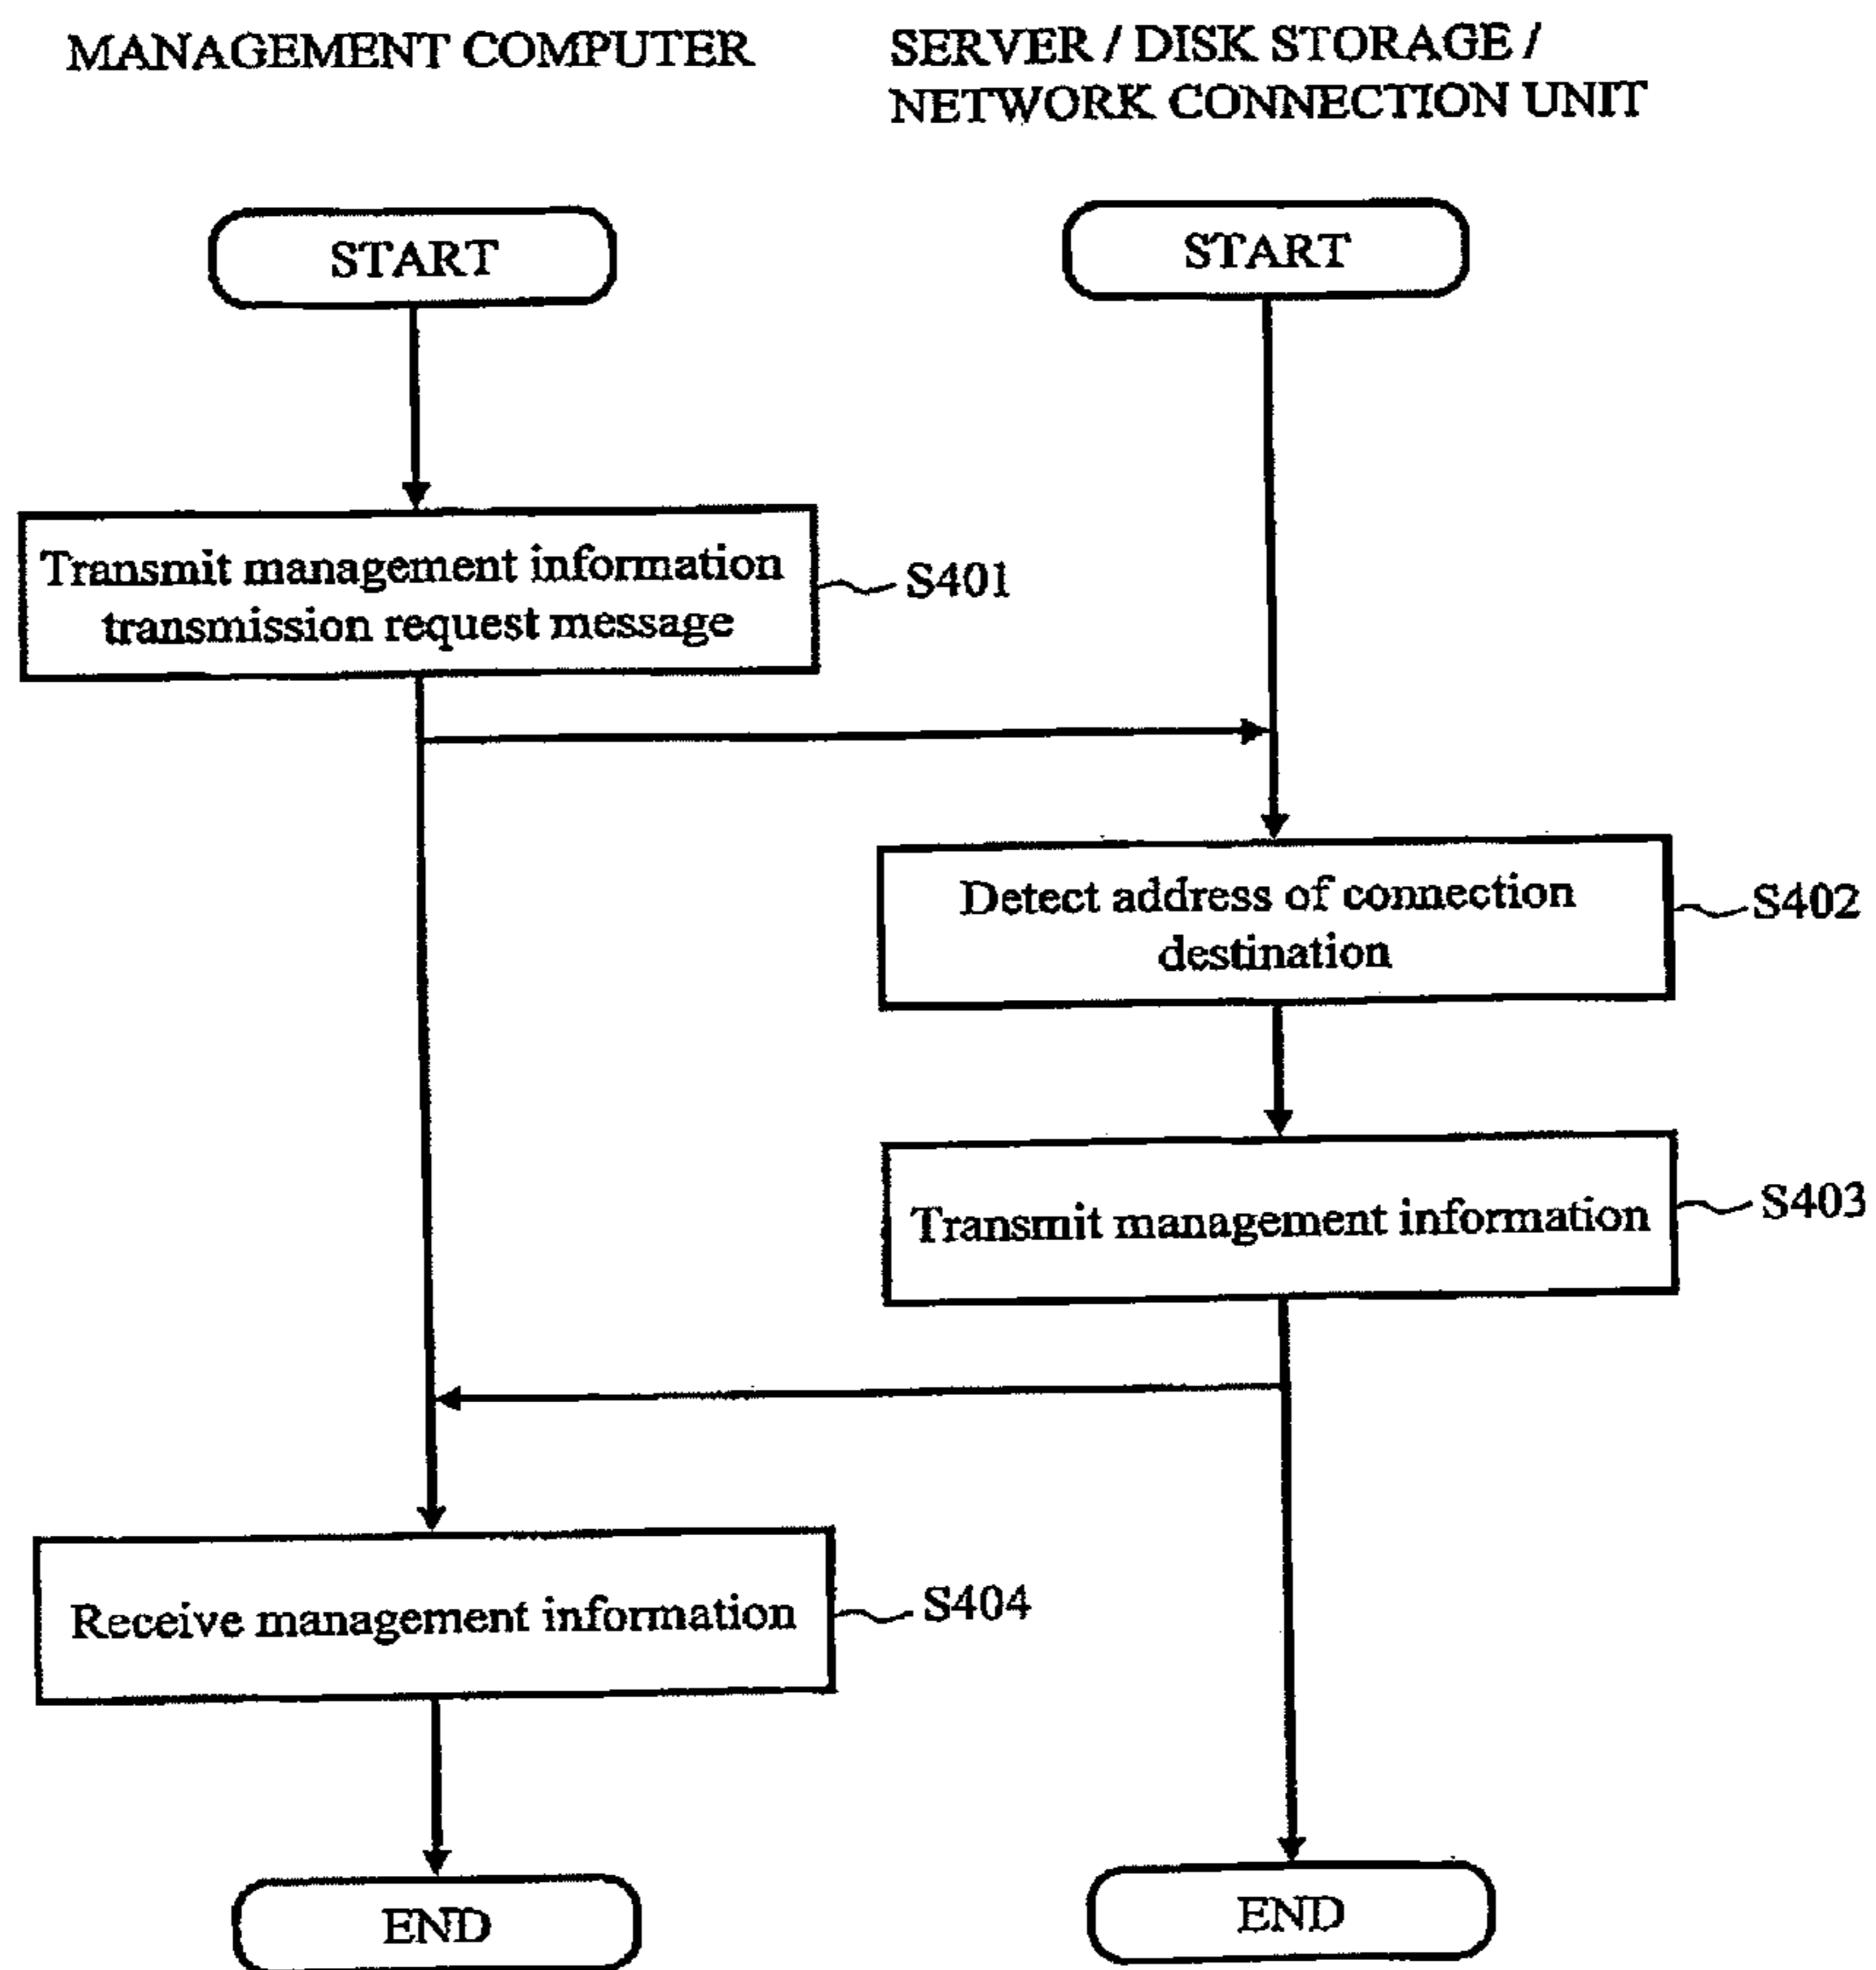 MANAGEMENT COMPUTER
SERVER / DISK STORAGE /
NETWORK CONNECTION UNIT
START
START
Transmit management information
transmission request message
S401
Detect address of connection
destination
S402
Transmit management information
S403
Receive management information
S404
END
END